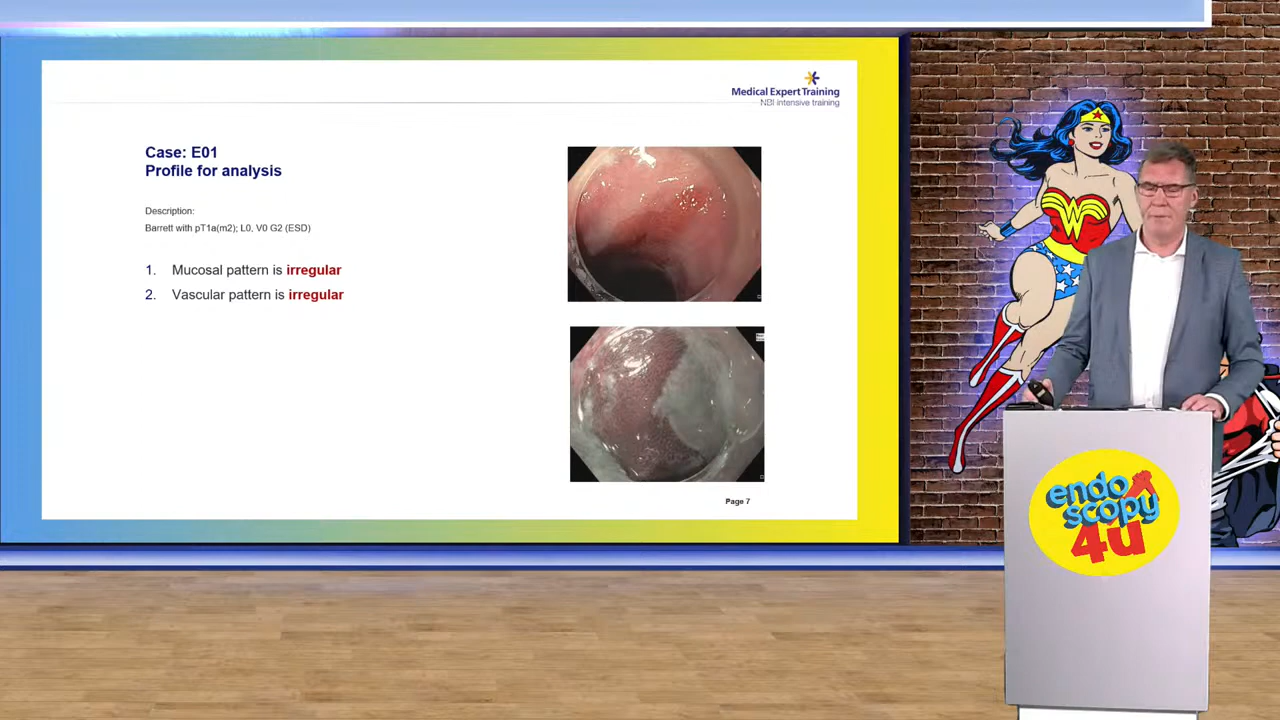 Medical Expert Training
NBI Intensive training
Case: E01
Profile for analysis
Description:
Barrett with pT1a(m2); L0, V0 G2 (ESD)
1. Mucosal pattern is irregular
2. Vascular pattern is irregular
Page 7
W
endo
scopy
4u